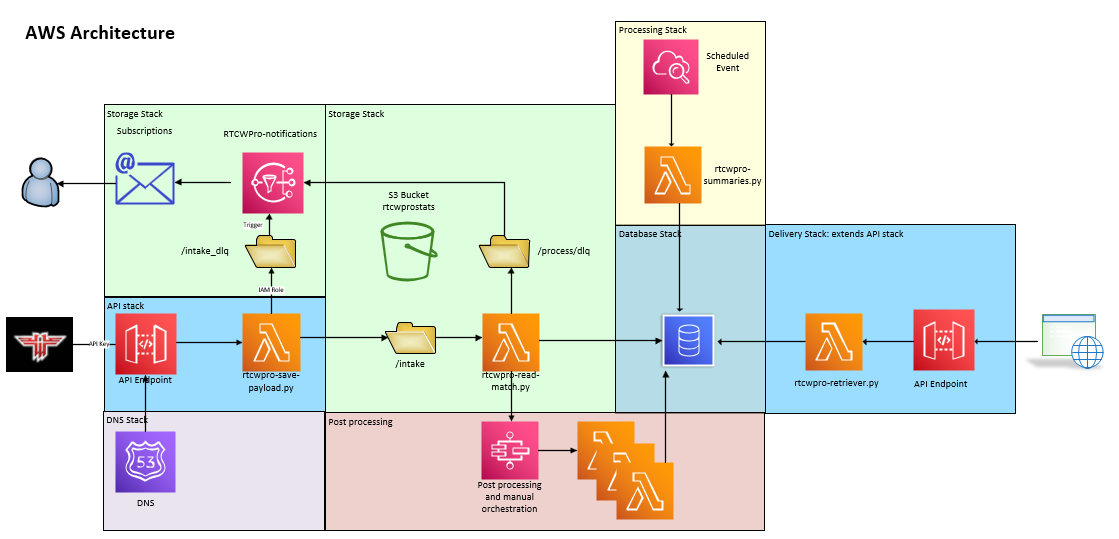 AWS Architecture
Processing Stack
Scheduled
Event
rtcwpro-
summaries.py
Storage Stack
Subscriptions
@
RTCWPro-notifications
Trigger
/intake_dlq
IAM Role
Storage Stack
S3 Bucket
rtcwprostats
/process/dlq
Database Stack
Delivery Stack: extends API stack
API stack
API Key
API Endpoint
rtcwpro-save-
payload.py
/intake
rtcwpro-read-
match.py
rtcwpro-retriever.py
API Endpoint
DNS Stack
53
DNS
Post processing
Post processing
and manual
orchestration